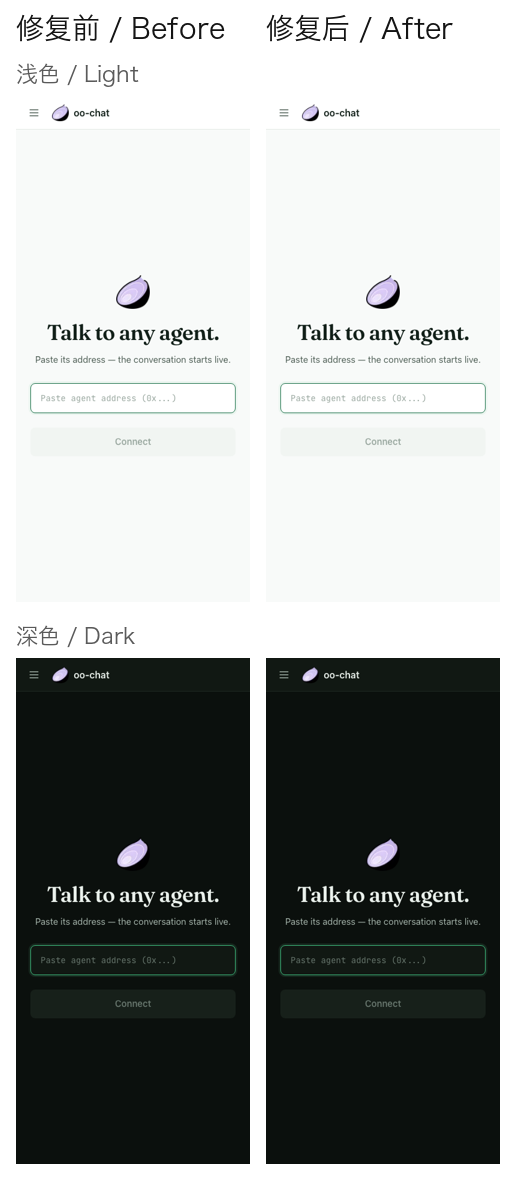 修复前 / Before
修复后 / After
浅色 / Light
oo-chat
Talk to any agent.
Paste its address — the conversation starts live.
Paste agent address (0x...)
Connect
oo-chat
Talk to any agent.
Paste its address — the conversation starts live.
Paste agent address (0x...)
Connect
深色 / Dark
oo-chat
Talk to any agent.
Paste its address — the conversation starts live.
Paste agent address (0x...)
Connect
oo-chat
Talk to any agent.
Paste its address — the conversation starts live.
Paste agent address (0x...)
Connect